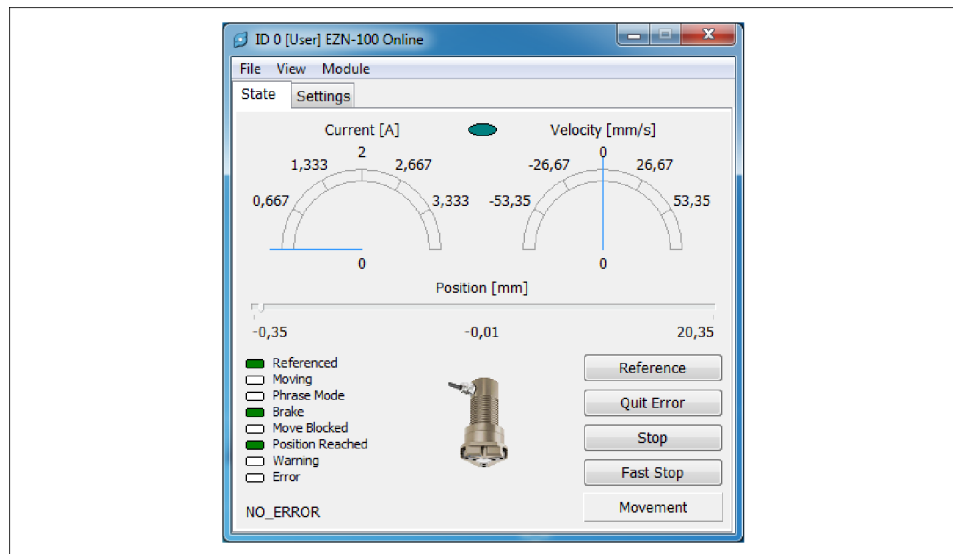 ID 0 [User] EZN-100 Online
File View Module
State Settings
Current [A]
2
1,333 2,667
0,667 3,333
0
Velocity [mm/s]
0
-26,67 26,67
-53,35 53,35
0
Position [mm]
-0,35 -0,01 20,35
Referenced
Moving
Phrase Mode
Brake
Move Blocked
Position Reached
Warning
Error
NO_ERROR
Reference
Quit Error
Stop
Fast Stop
Movement